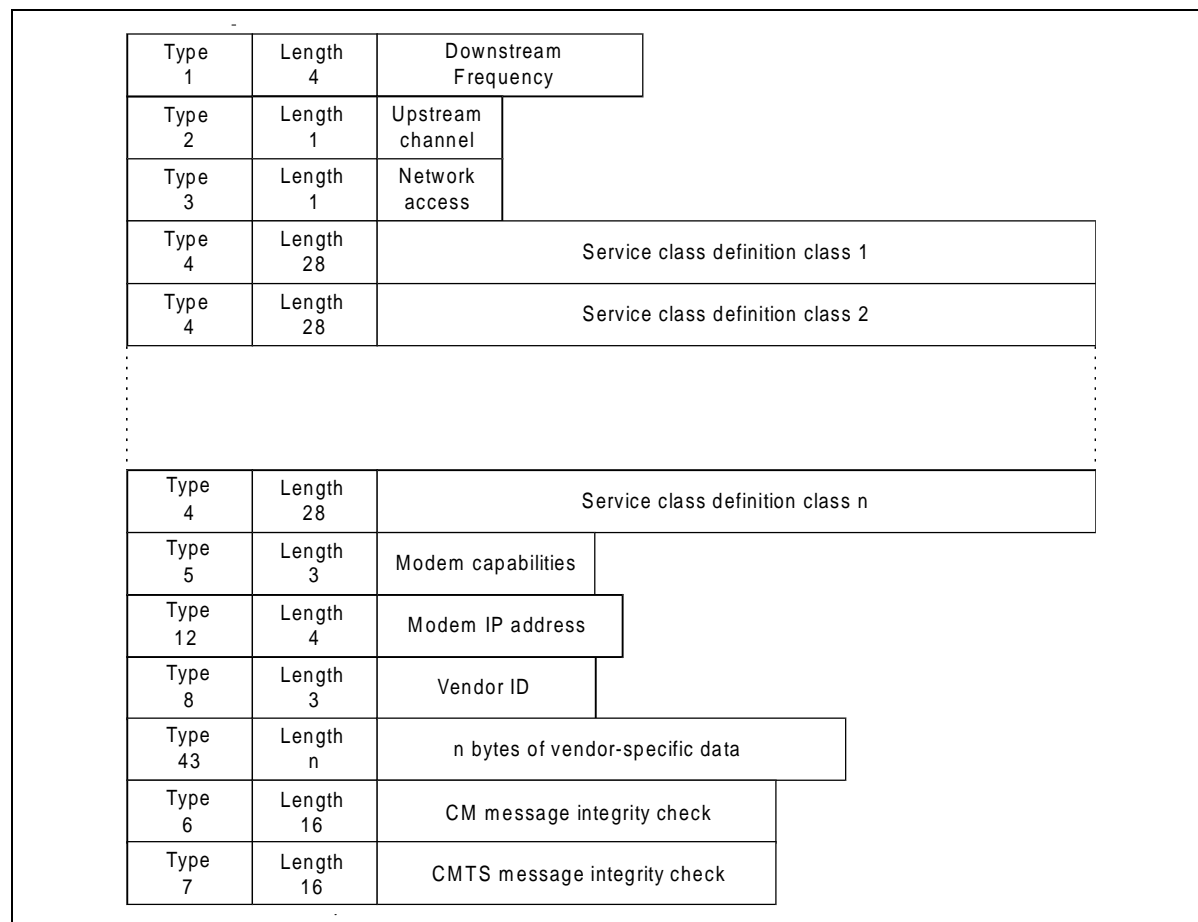 Type Length Downstream
1 4 Frequency
Type Length Upstream
2 1 channel
Type Length Network
3 1 access
Type Length Service class definition class 1
4 28
Type Length Service class definition class 2
4 28
Type Length Service class definition class n
4 28
Type Length Modem capabilities
5 3
Type Length Modem IP address
12 4
Type Length Vendor ID
8 3
Type Length n bytes of vendor-specific data
43 n
Type Length CM message integrity check
6 16
Type Length CMTS message integrity check
7 16